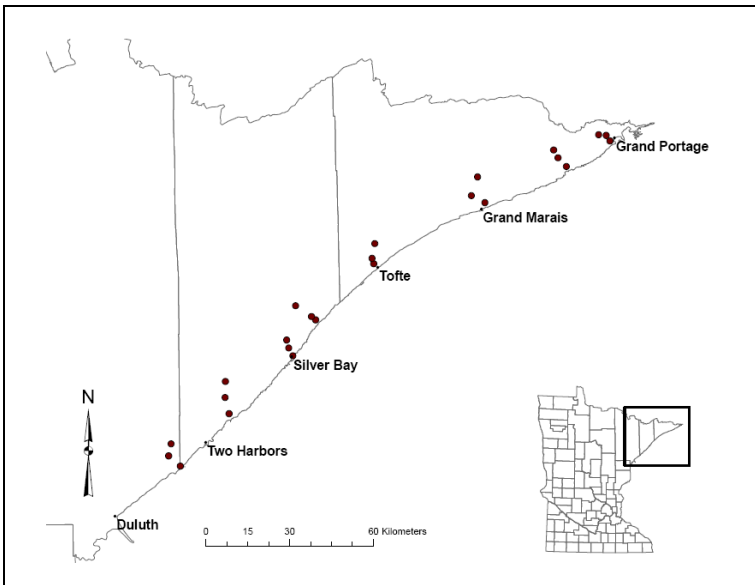 Grand Portage
Grand Marais
Tofte
Silver Bay
N
Two Harbors
Duluth
0 15 30 60 Kilometers